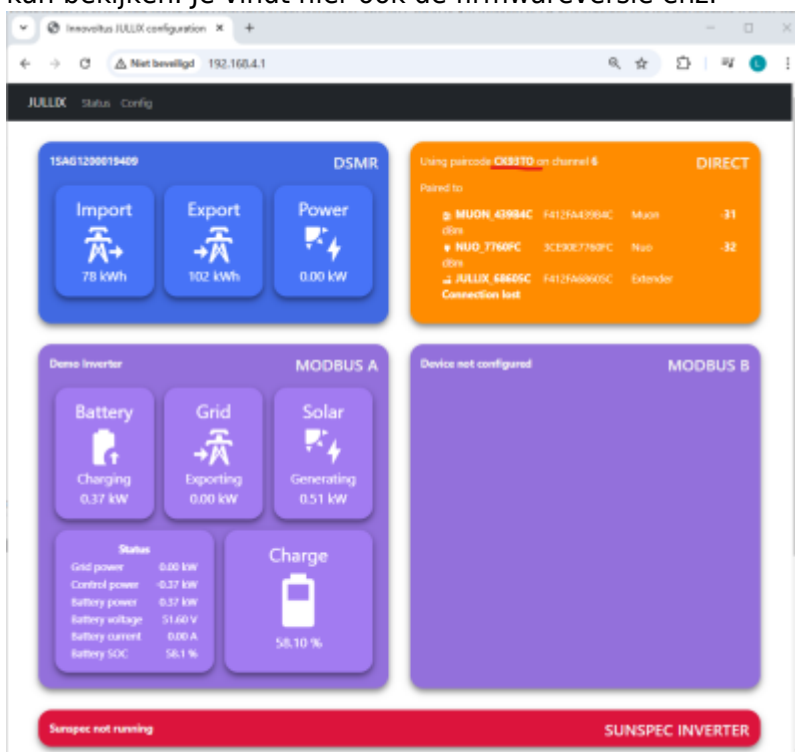 kan bekijken. Je vindt hier ook de firmwareversie enz.
Innovoltus JULLIX configuration
Niet beveiligd 192.168.4.1
JULLIX Status Config
1SAG1200019409 DSMR
Import Export Power
78 kWh 102 kWh 0.00 kW
Using paircode CX93TO on channel 6 DIRECT
Paired to
MUON_43984C F412FA43984C Muon -31
dBm
NUO_7760FC 3CE90E7760FC Nuo -32
dBm
JULLIX_68605C F412FA68605C Extender
Connection lost
Demo Inverter MODBUS A
Battery Grid Solar
Charging Exporting Generating
0.37 kW 0.00 kW 0.51 kW
Status
Grid power 0.00 kW
Control power -0.37 kW
Battery power 0.37 kW
Battery voltage 51.60 V
Battery current 0.00 A
Battery SOC 58.1 %
Charge
58.10 %
Device not configured MODBUS B
Sunspec not running SUNSPEC INVERTER